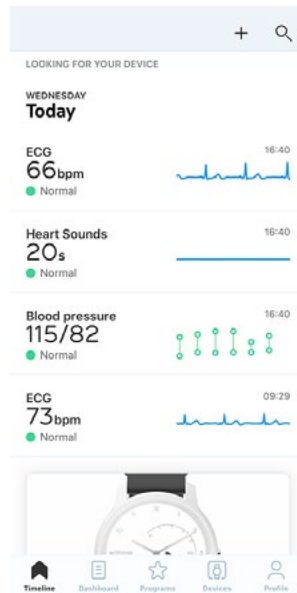 LOOKING FOR YOUR DEVICE
WEDNESDAY
Today
ECG 16:40
66bpm
Normal
Heart Sounds 16:40
20s
Normal
Blood pressure 16:40
115/82
Normal
ECG 09:29
73bpm
Normal
Timeline Dashboard Programs Devices Profile